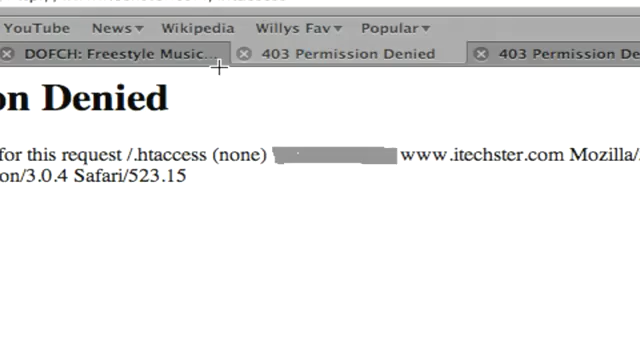 YouTube News▾ Wikipedia Willys Fav▾ Popular▾
DOFCH: Freestyle Music... 403 Permission Denied 403 Permission De
on Denied
for this request /.htaccess (none) www.itechster.com Mozilla/
on/3.0.4 Safari/523.15